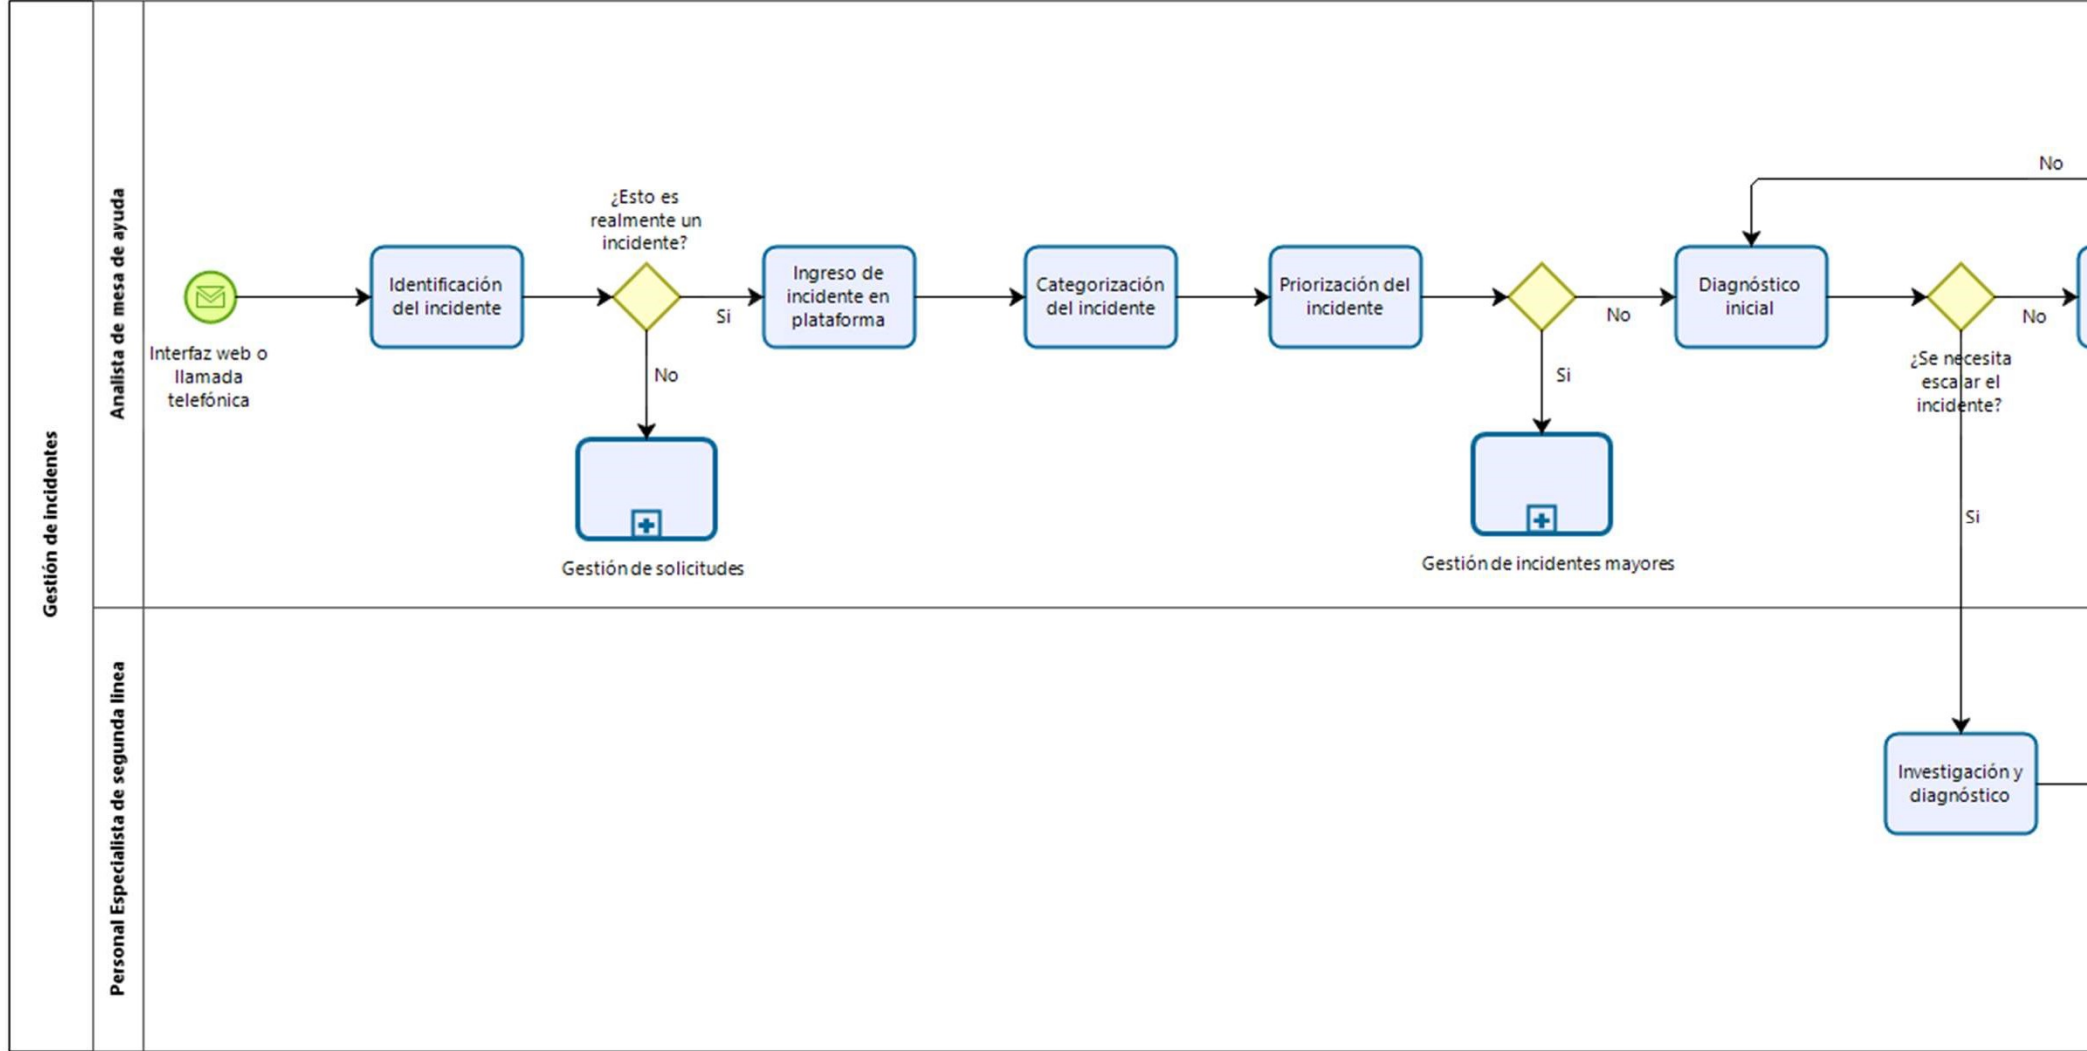 Gestión de incidentes
Analista de mesa de ayuda
Interfaz web o
llamada
telefónica
Identificación
del incidente
¿Esto es
realmente un
incidente?
Si
No
Gestión de solicitudes
Ingreso de
incidente en
plataforma
Categorización
del incidente
Priorización del
incidente
No
Si
Gestión de incidentes mayores
Diagnóstico
inicial
No
¿Se necesita
escalar el
incidente?
No
Si
Personal Especialista de segunda linea
Investigación y
diagnóstico